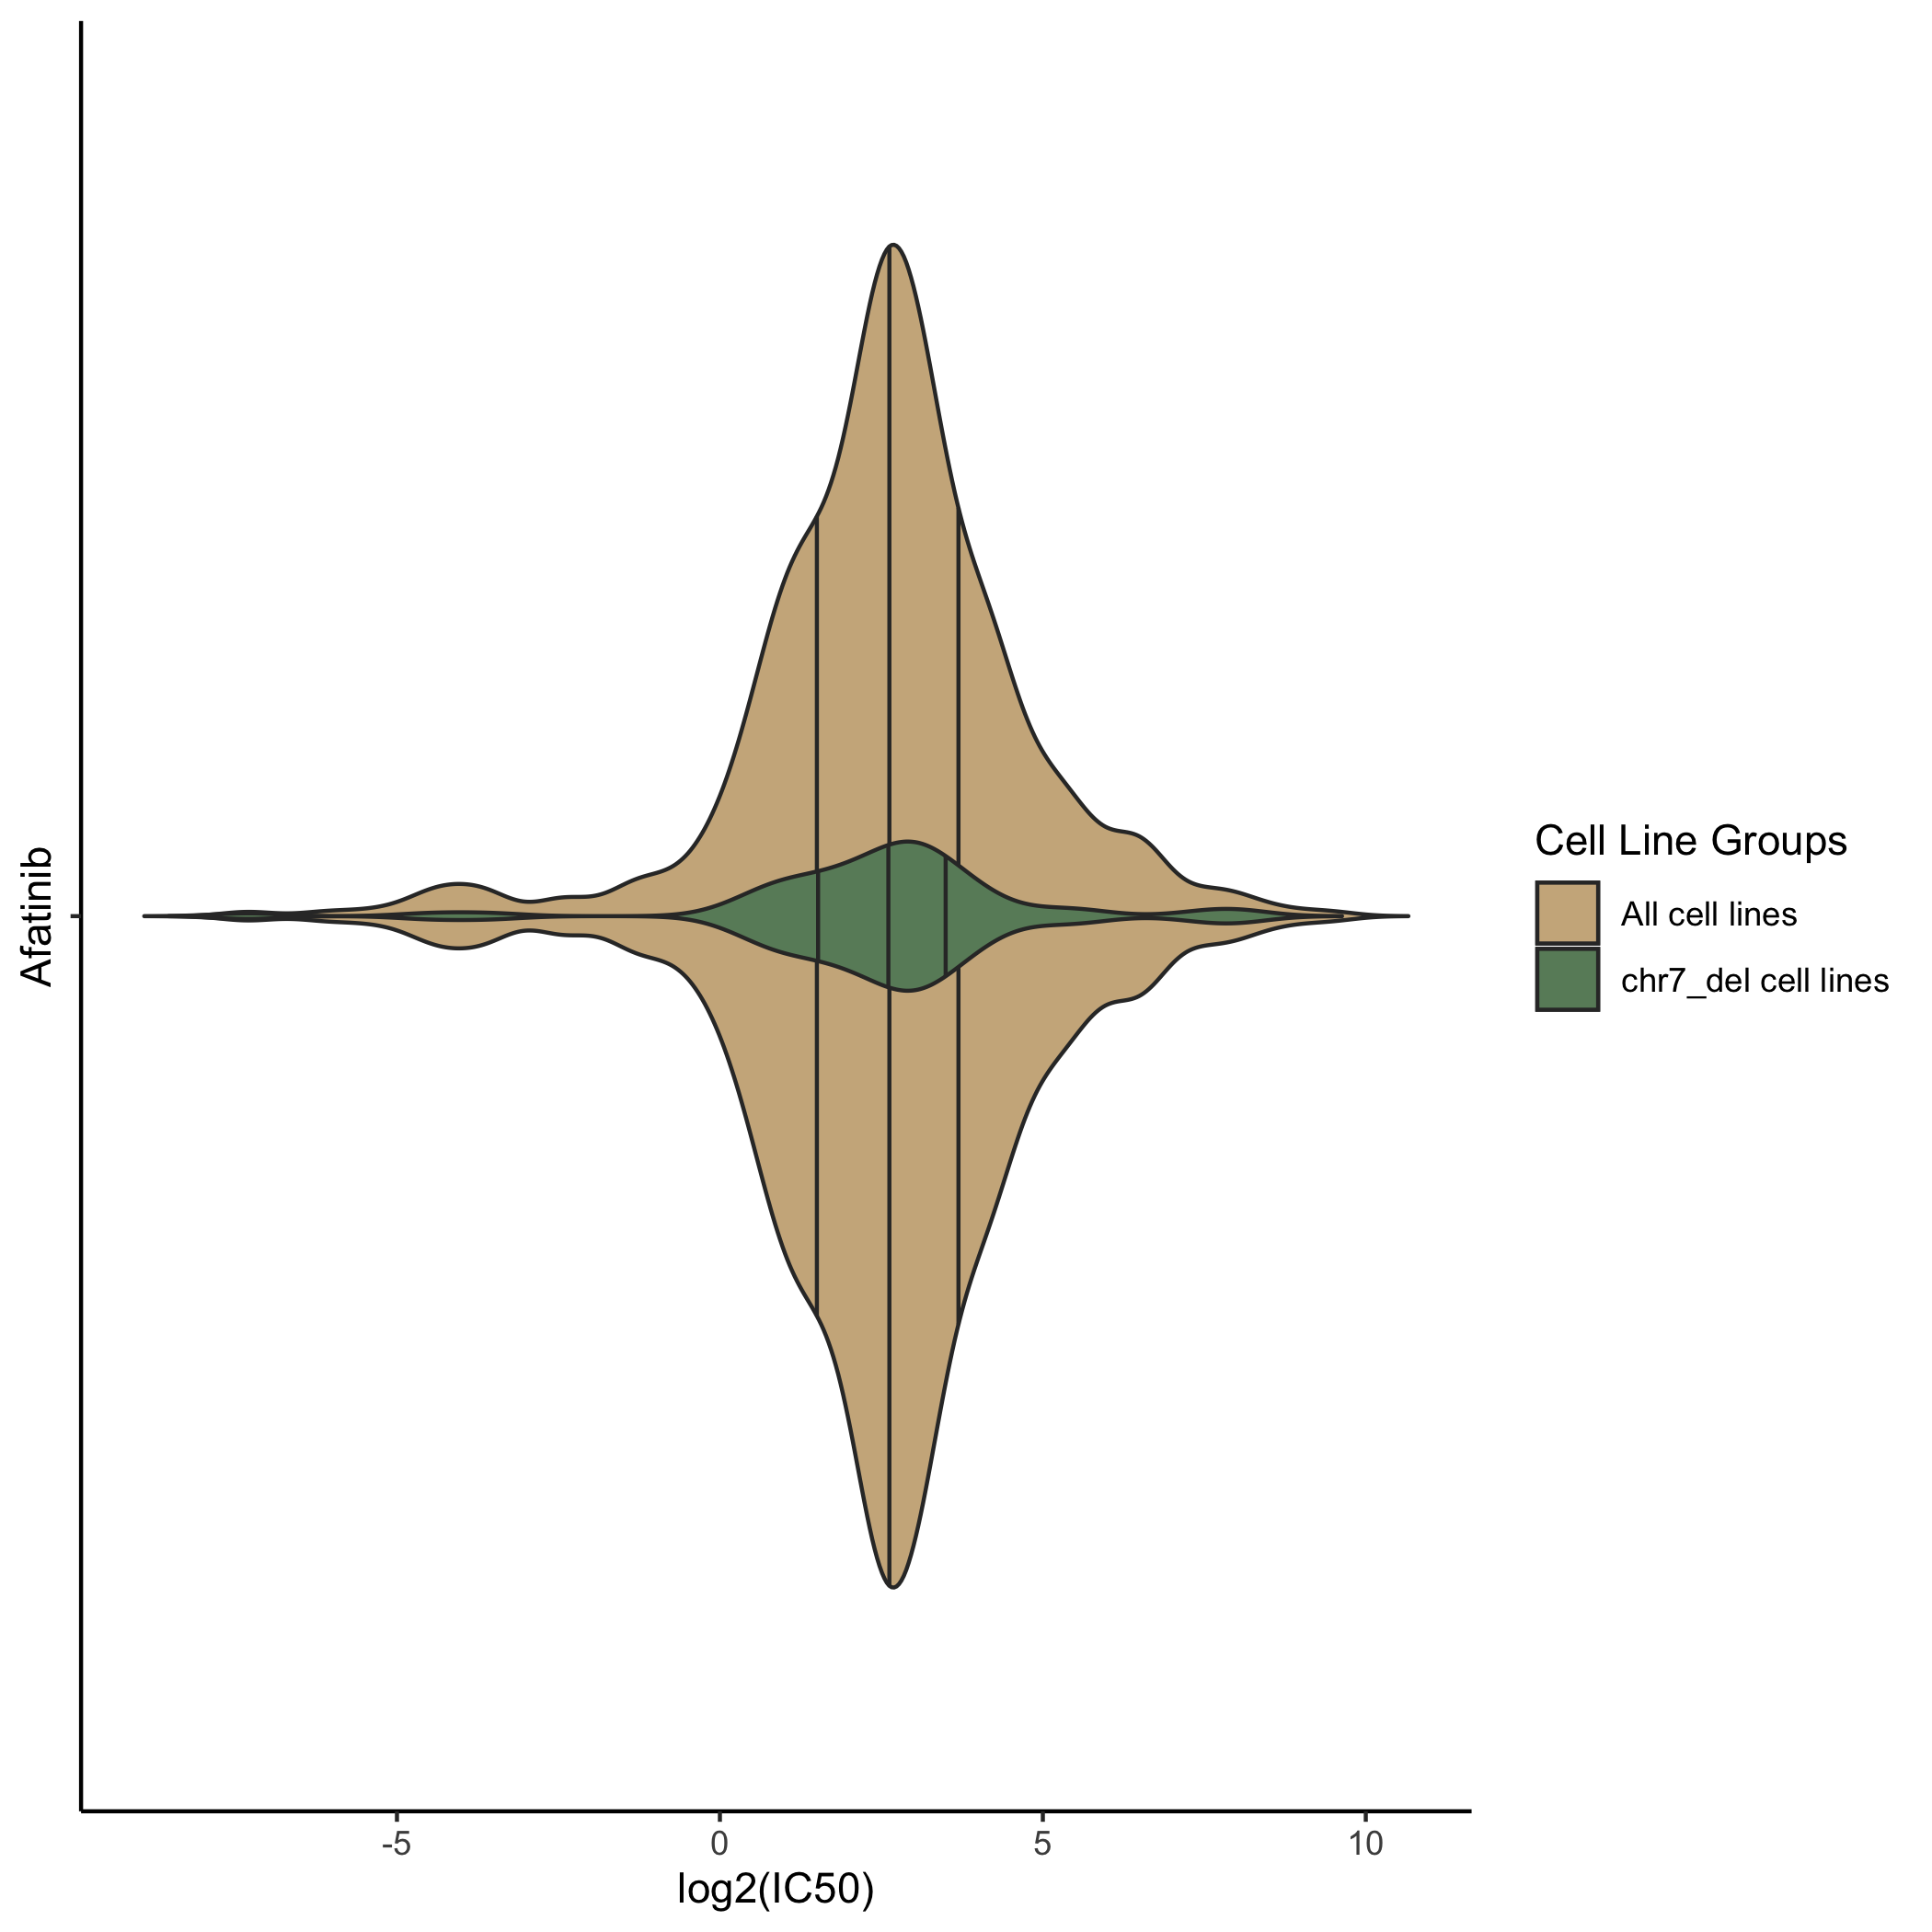 Afatinib
Cell Line Groups
All cell lines
chr7_del cell lines
-5 0 5 10
log2(IC50)